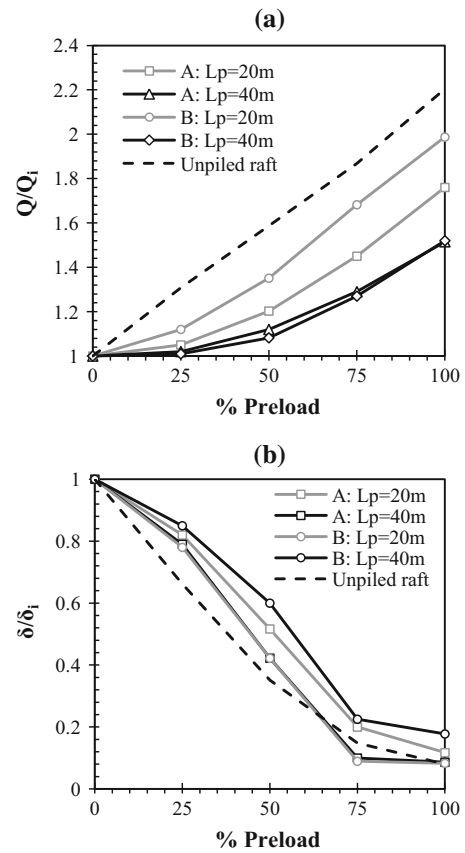 (a)
2.4
2.2
2
1.8
1.6
1.4
1.2
1
Q/Qi
A: Lp=20m
A: Lp=40m
B: Lp=20m
B: Lp=40m
Unpiled raft
0 25 50 75 100
% Preload
(b)
1
0.8
0.6
0.4
0.2
0
δ/δi
A: Lp=20m
A: Lp=40m
B: Lp=20m
B: Lp=40m
Unpiled raft
0 25 50 75 100
% Preload